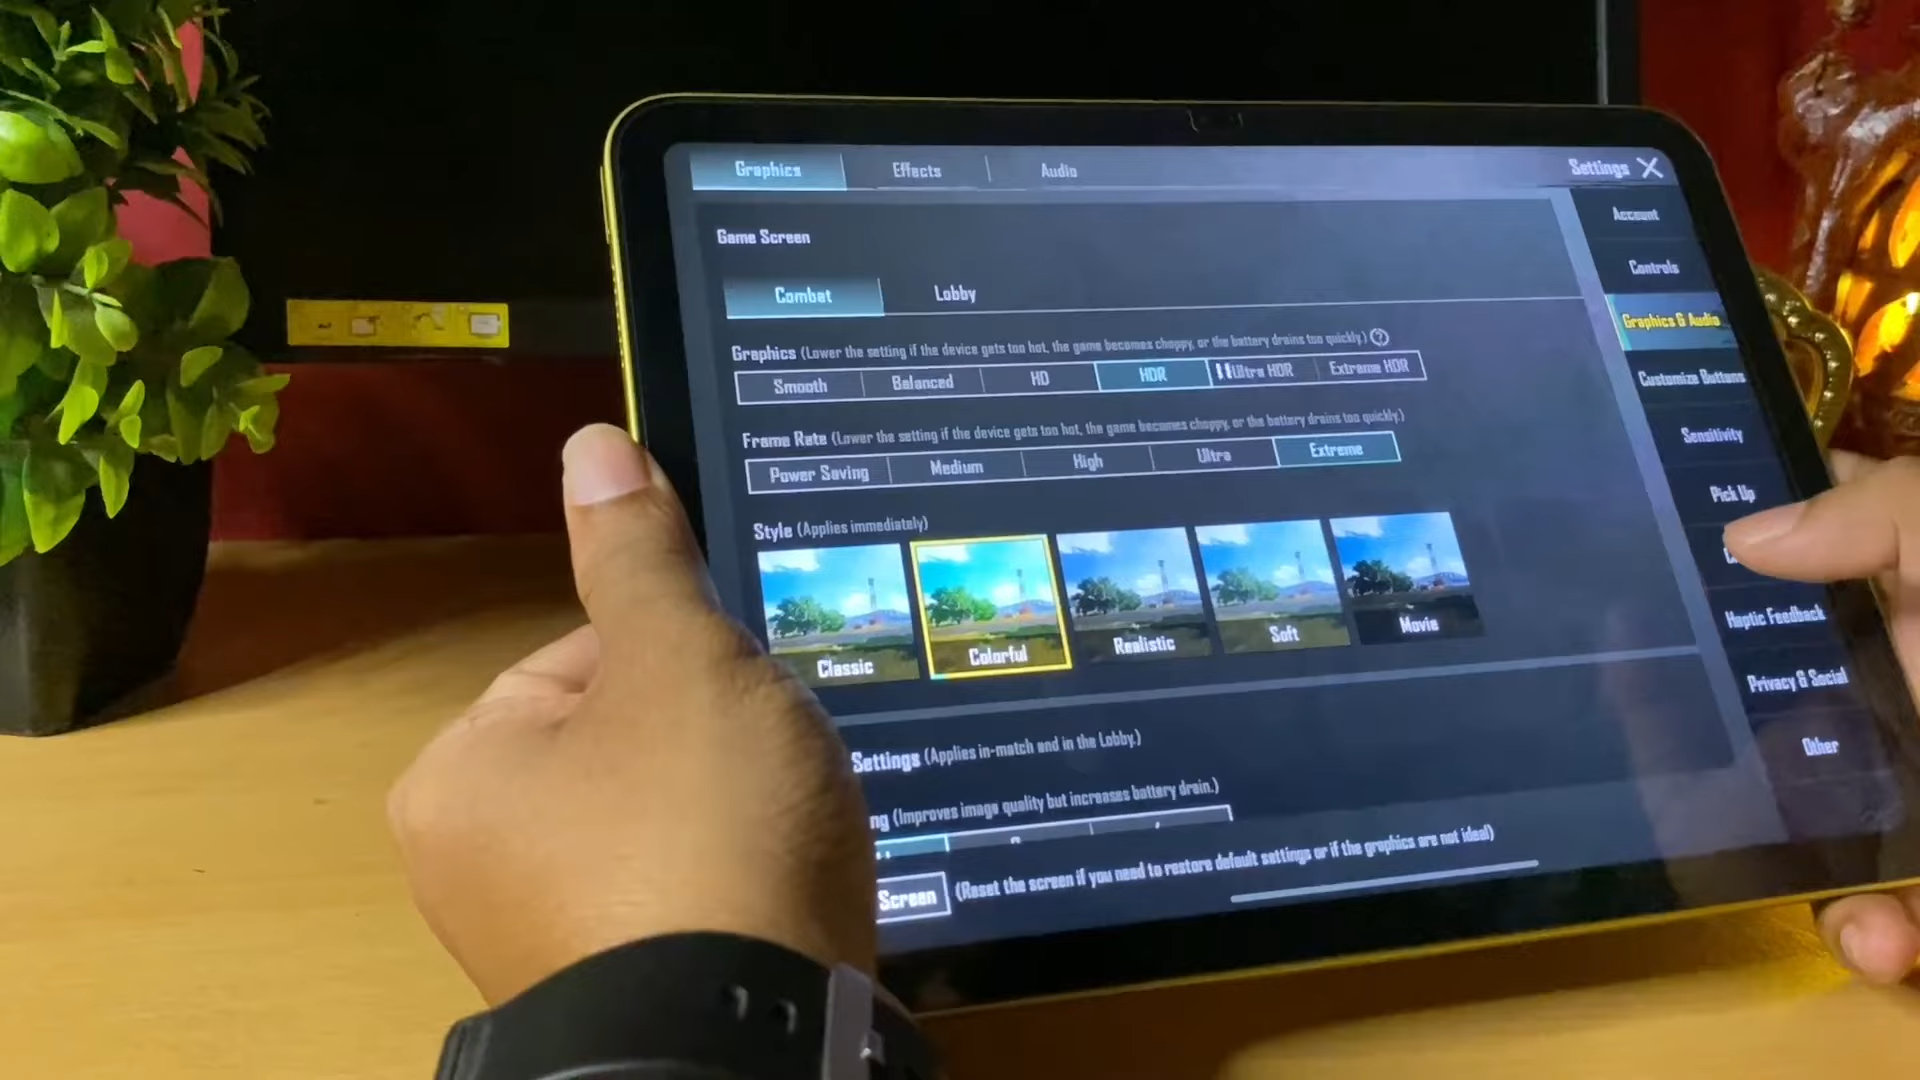 Graphics Effects Audio Settings
Account
Game Screen
Controls
Combat Lobby
Graphics & Audio
Graphics (Lower the setting if the device gets too hot, the game becomes choppy, or the battery drains too quickly.) ?
Smooth Balanced HD HDR Ultra HDR Extreme HDR
Customize Buttons
Frame Rate (Lower the setting if the device gets too hot, the game becomes choppy, or the battery drains too quickly.)
Power Saving Medium High Ultra Extreme
Sensitivity
Pick Up
Style (Applies immediately)
Classic Colorful Realistic Soft Movie
Haptic Feedback
Privacy & Social
Settings (Applies in-match and in the Lobby.)
Other
ng (Improves image quality but increases battery drain.)
Screen (Reset the screen if you need to restore default settings or if the graphics are not ideal)